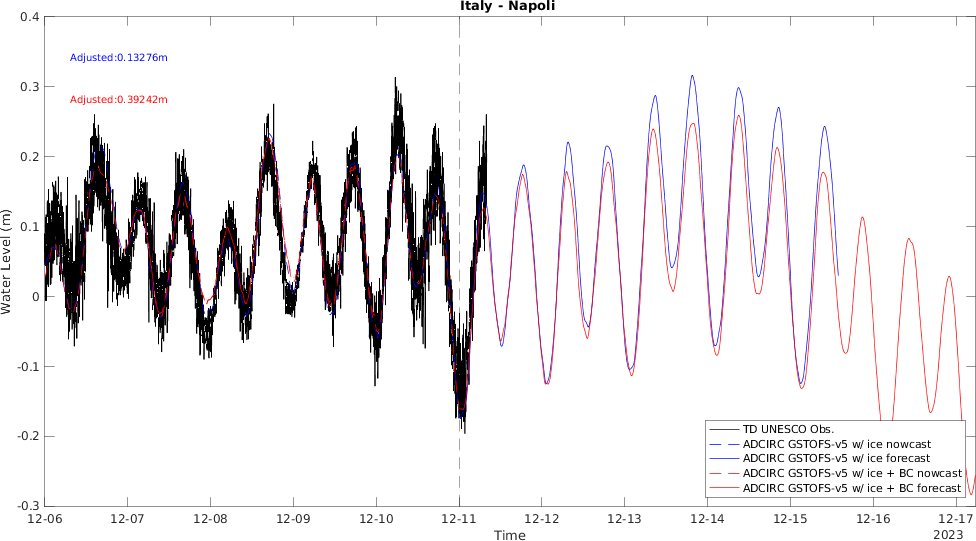 Italy - Napoli
Adjusted:0.13276m
Adjusted:0.39242m
Water Level (m)
0.4
0.3
0.2
0.1
0
-0.1
-0.2
-0.3
TD UNESCO Obs.
ADCIRC GSTOFS-v5 w/ ice nowcast
ADCIRC GSTOFS-v5 w/ ice forecast
ADCIRC GSTOFS-v5 w/ ice + BC nowcast
ADCIRC GSTOFS-v5 w/ ice + BC forecast
12-06 12-07 12-08 12-09 12-10 12-11 12-12 12-13 12-14 12-15 12-16 12-17
Time
2023